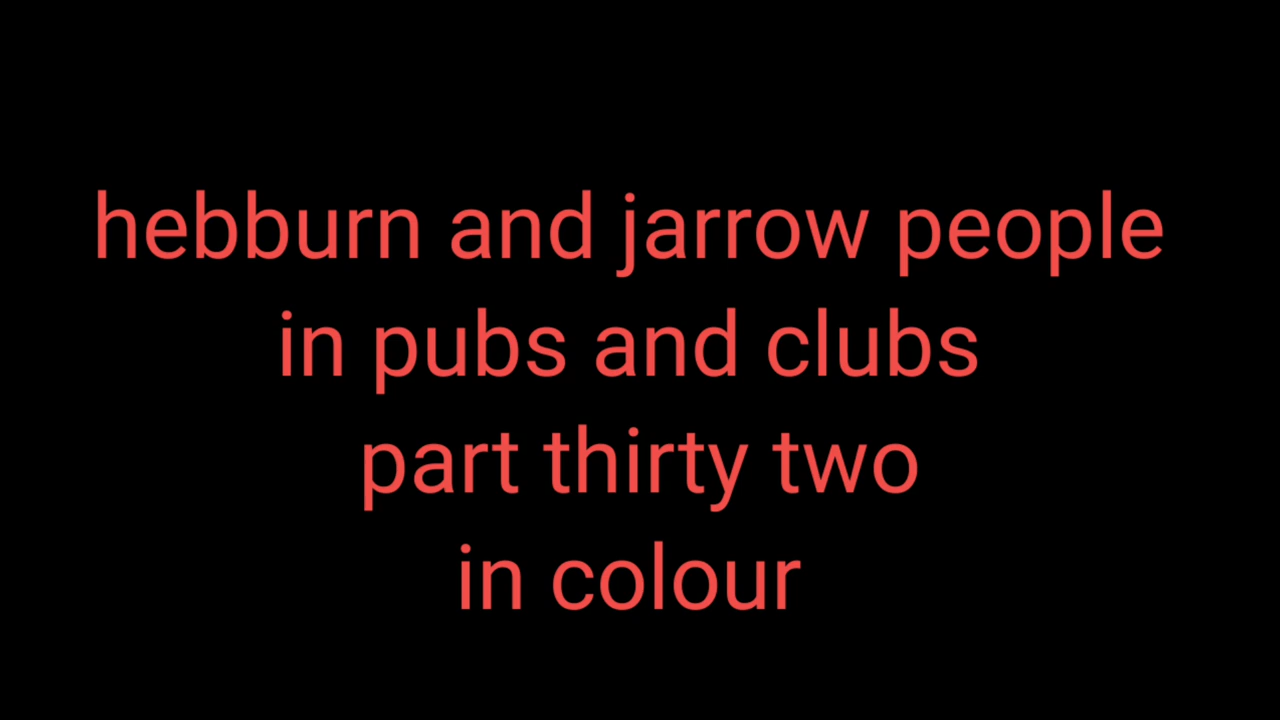 hebburn and jarrow people
in pubs and clubs
part thirty two
in colour